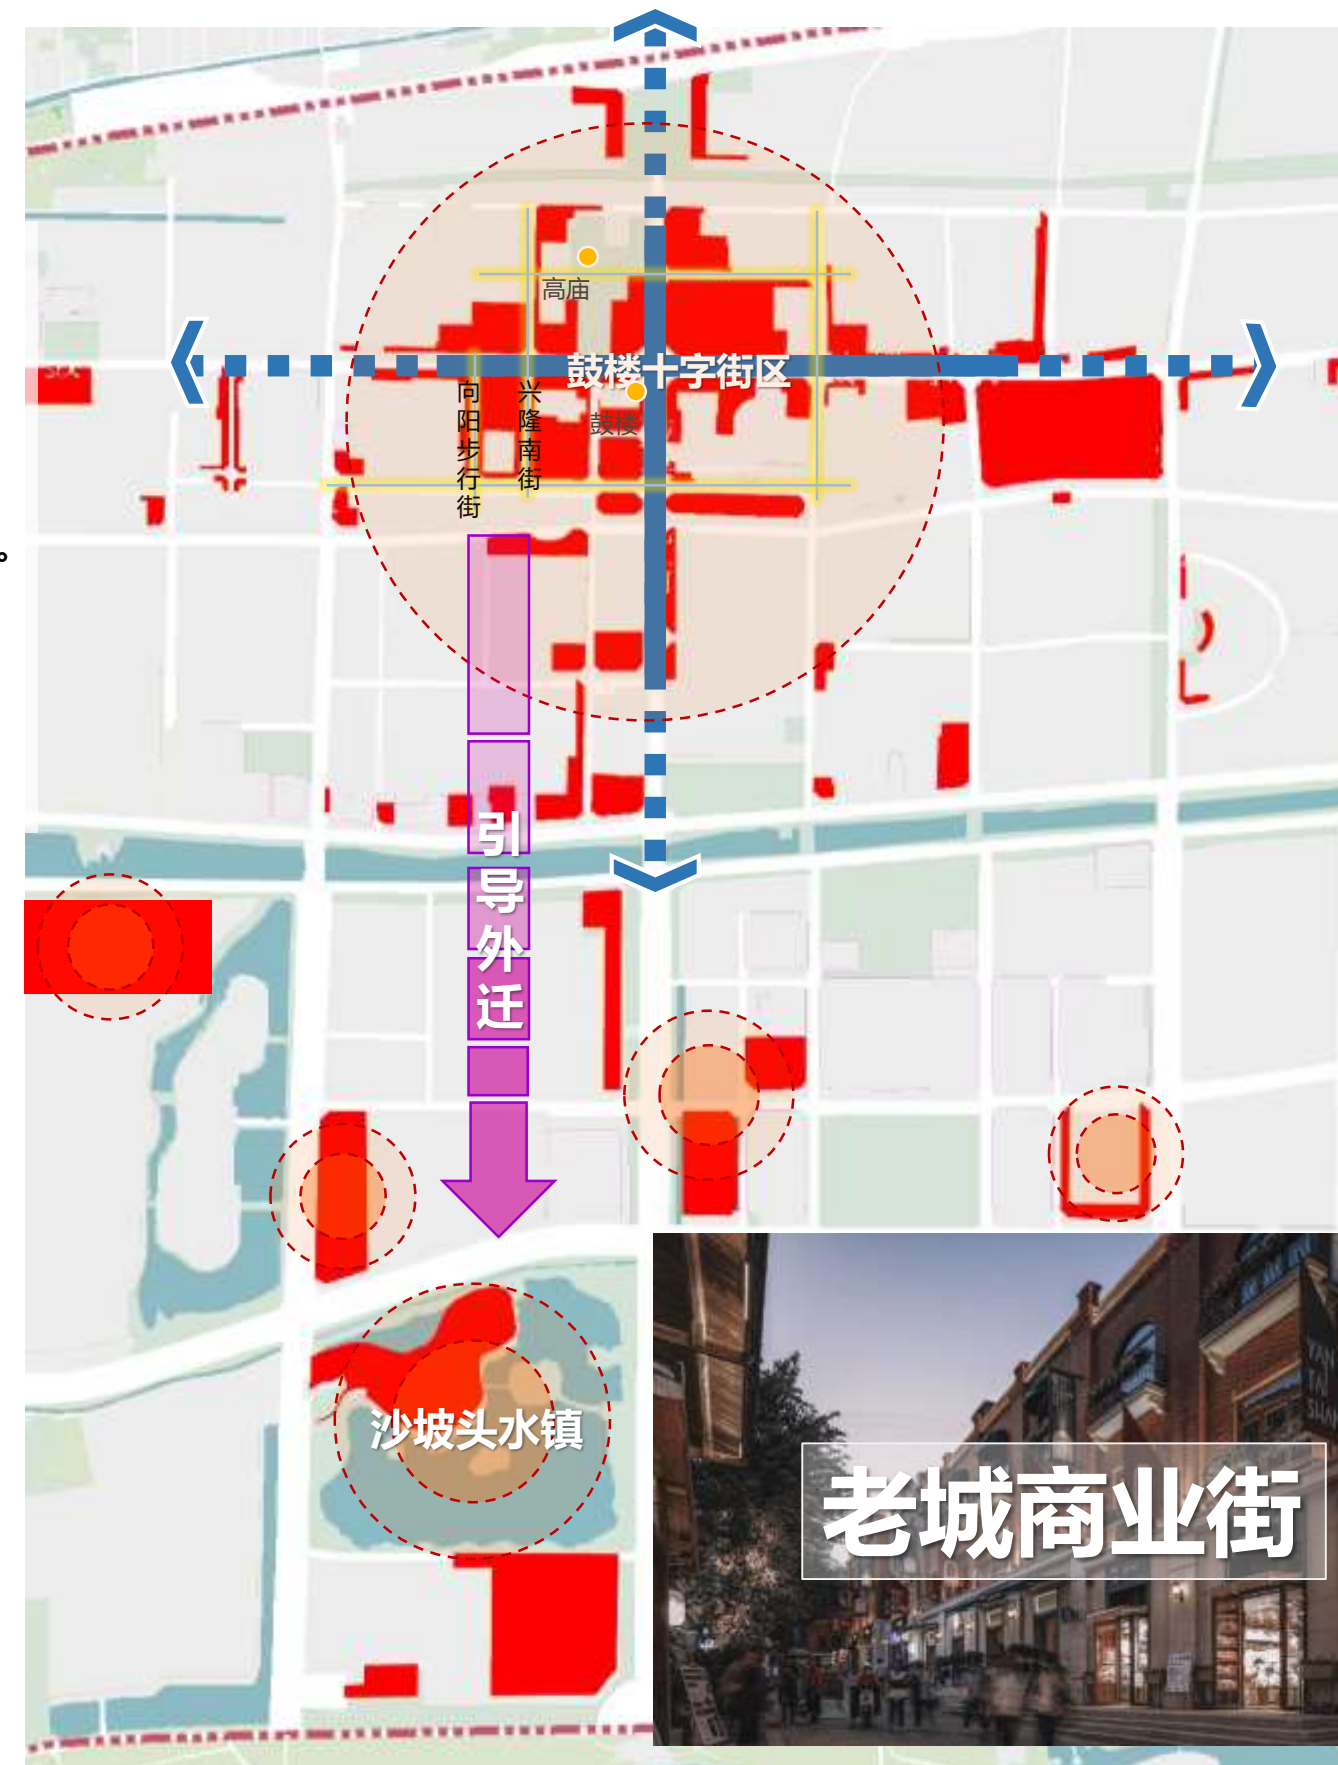 高庙
鼓楼十字街区
向阳步行街
兴隆南街
鼓楼
。
引导外迁
沙坡头水镇
老城商业街